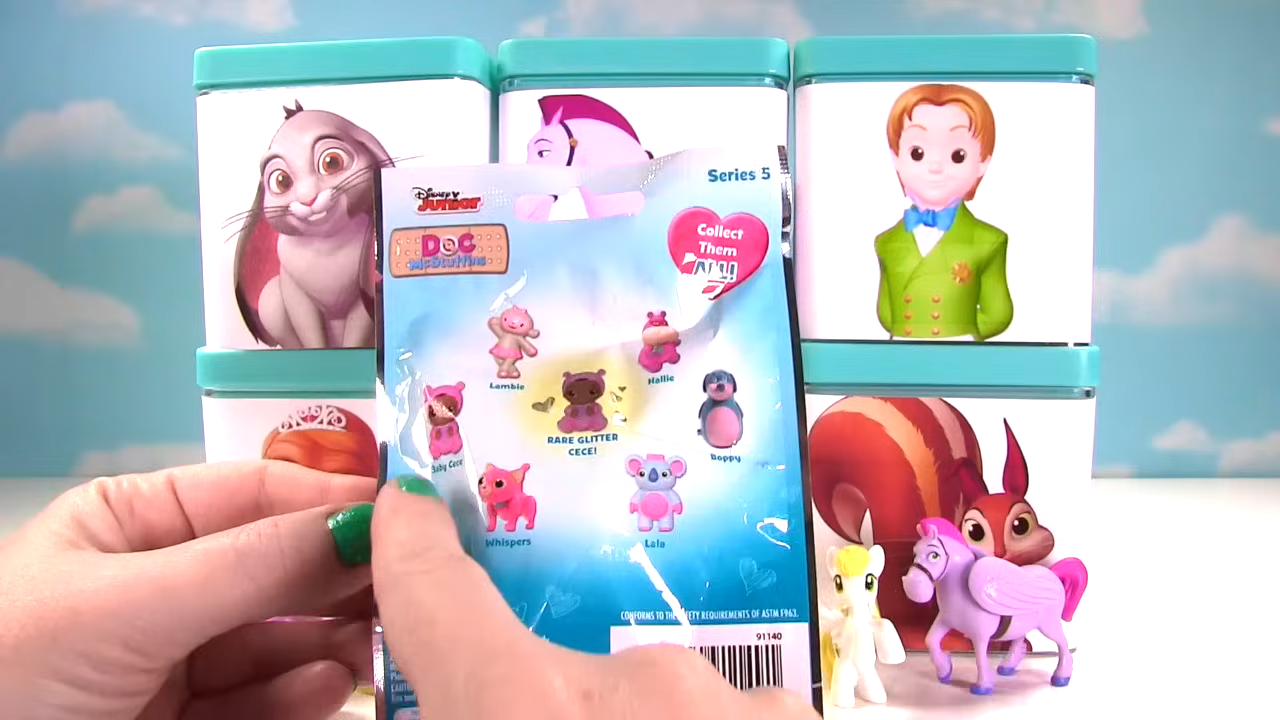 Series 5
Disney
Junior
Collect
Them
ALL!
Doc
McStuffins
Lambie
Hallie
RARE GLITTER
CECE!
Baby Cece
Boppy
Whispers
Lala
CONFORMS TO THE SAFETY REQUIREMENTS OF ASTM F963.
91140